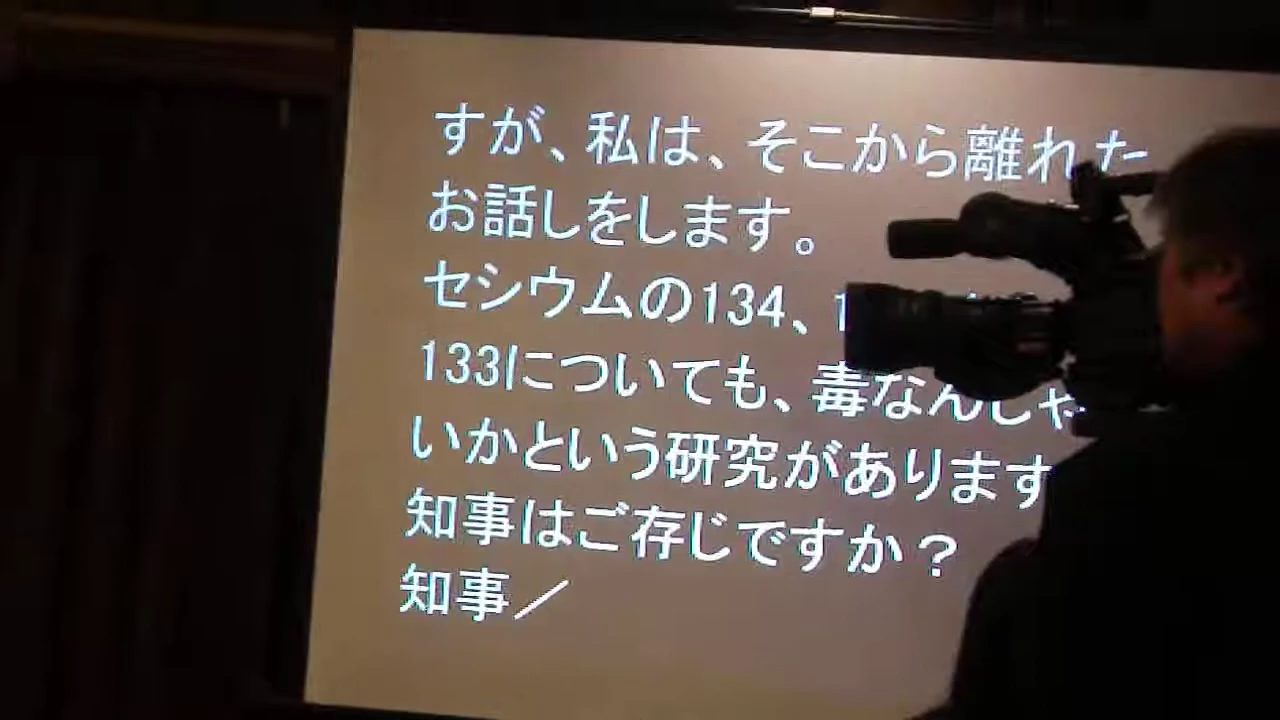 すが、私は、そこから離れた
お話しをします。
セシウムの134、
133についても、毒なんじゃ
いかという研究があります
知事はご存じですか？
知事／